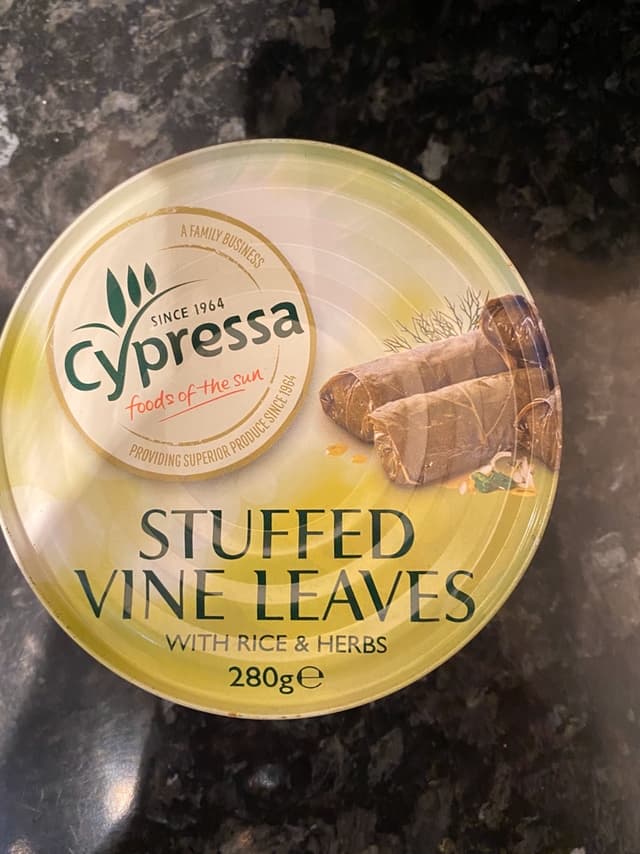 A FAMILY BUSINESS
SINCE 1964
Cypressa
foods of the sun
PROVIDING SUPERIOR PRODUCE SINCE 1964
STUFFED
VINE LEAVES
WITH RICE & HERBS
280g℮